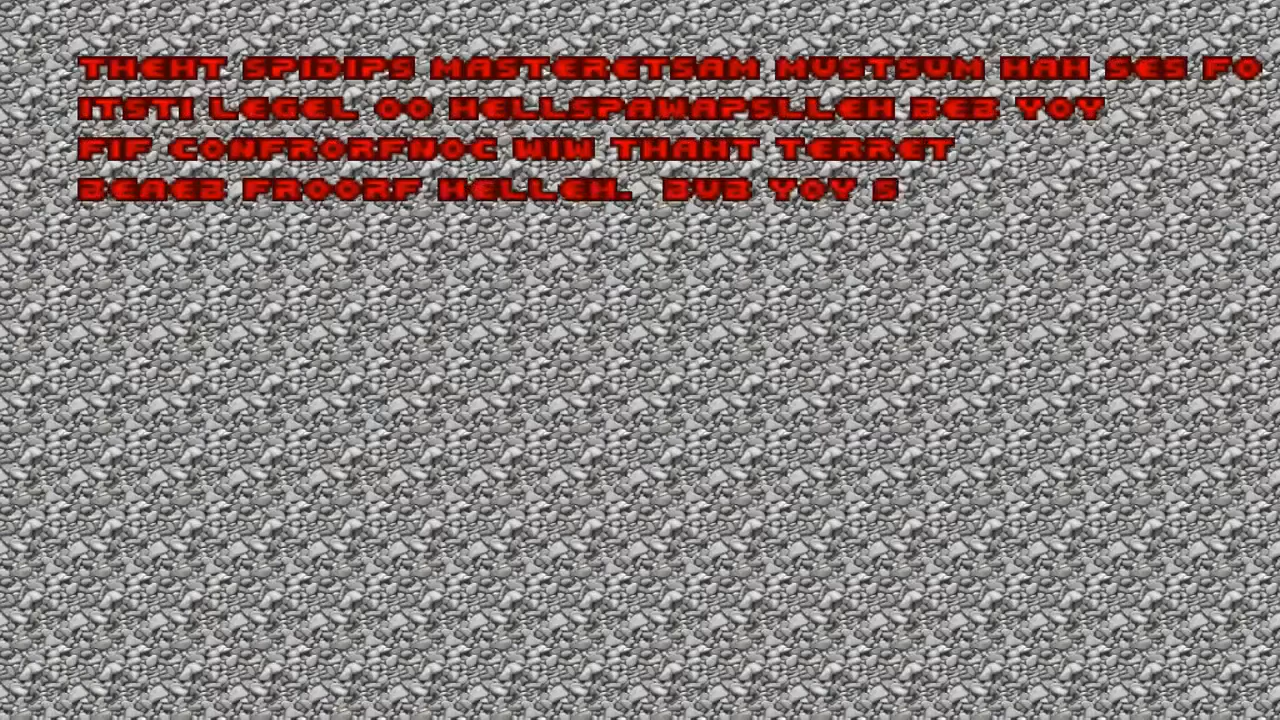 THEHT SPIDIPS MASTERETSAM MUSTSUM HAH SES FO
ITSTI LEGEL OO HELLSPAWAPSLLEH BEB YOY
FIF CONFRORFNOC WIW THAHT TERRET
BEAEB FROORF HELLEH. BUB YOY S